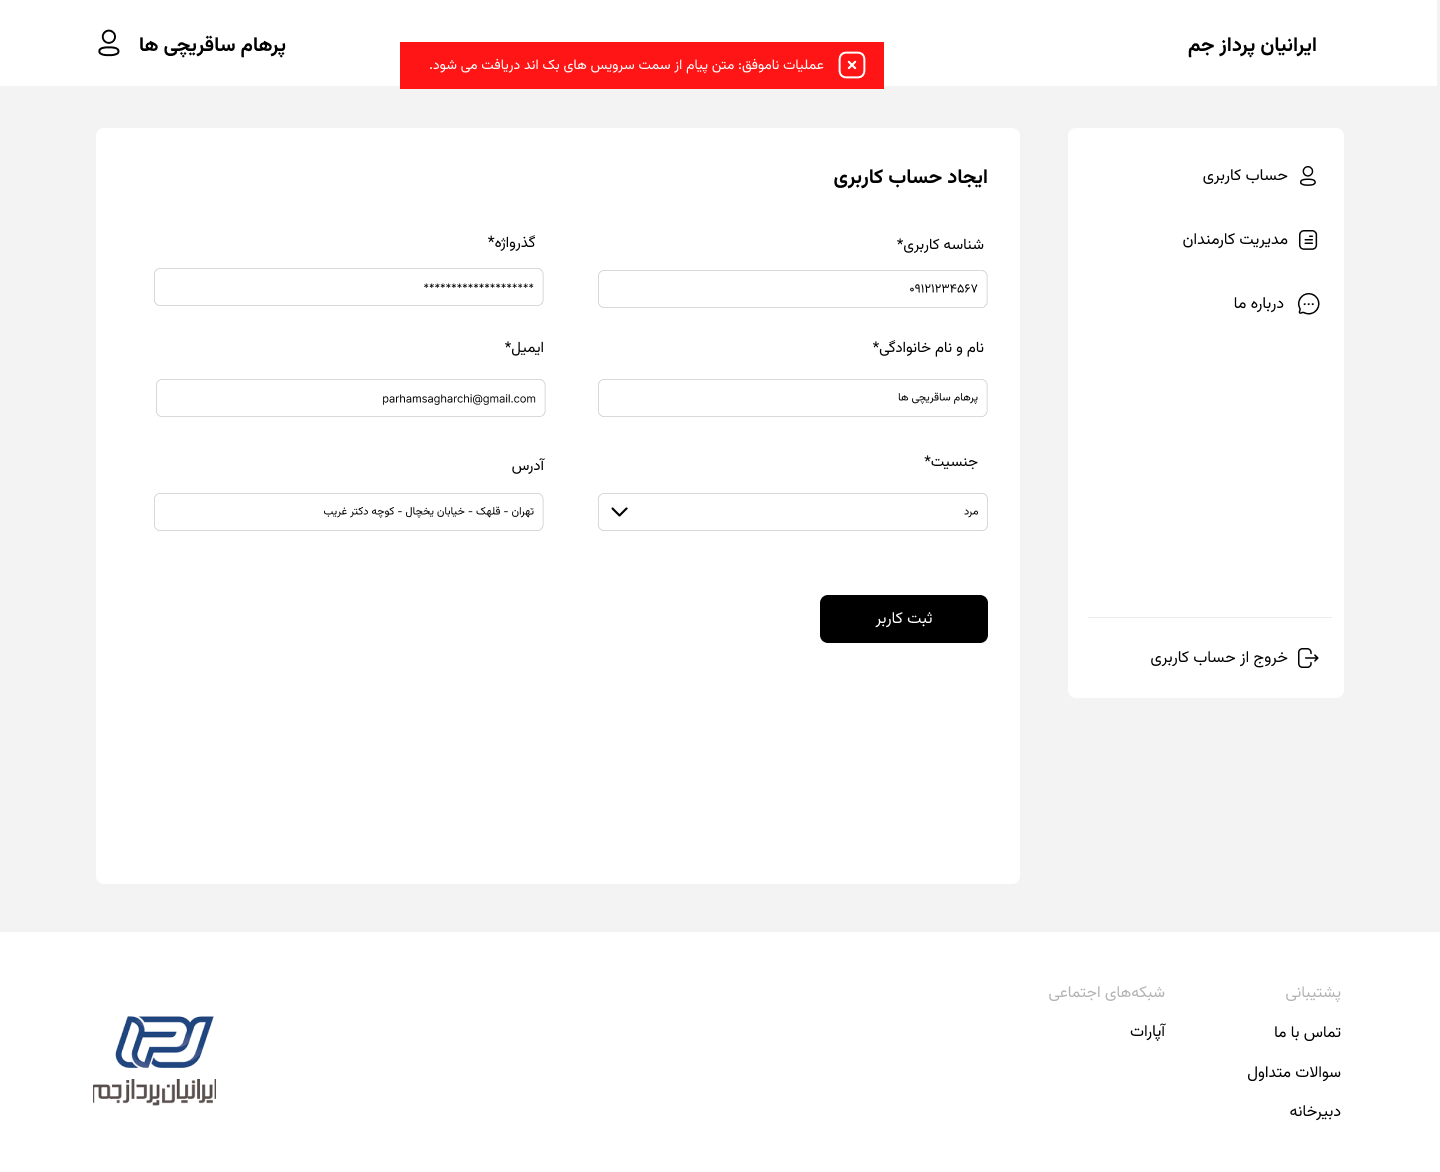 ایرانیان پرداز جم
پرهام ساقریچی ها
عملیات ناموفق: متن پیام از سمت سرویس های بک اند دریافت می شود.
حساب کاربری
مدیریت کارمندان
درباره ما
خروج از حساب کاربری
ایجاد حساب کاربری
شناسه کاربری*
۰۹۱۲۱۲۳۴۵۶۷
گذرواژه*
********************
نام و نام خانوادگی*
پرهام ساقریچی ها
ایمیل*
parhamsagharchi@gmail.com
جنسیت*
مرد
آدرس
تهران - قلهک - خیابان یخچال - کوچه دکتر غریب
ثبت کاربر
پشتیبانی
تماس با ما
سوالات متداول
دبیرخانه
شبکه‌های اجتماعی
آپارات
ایرانیان پرداز جم